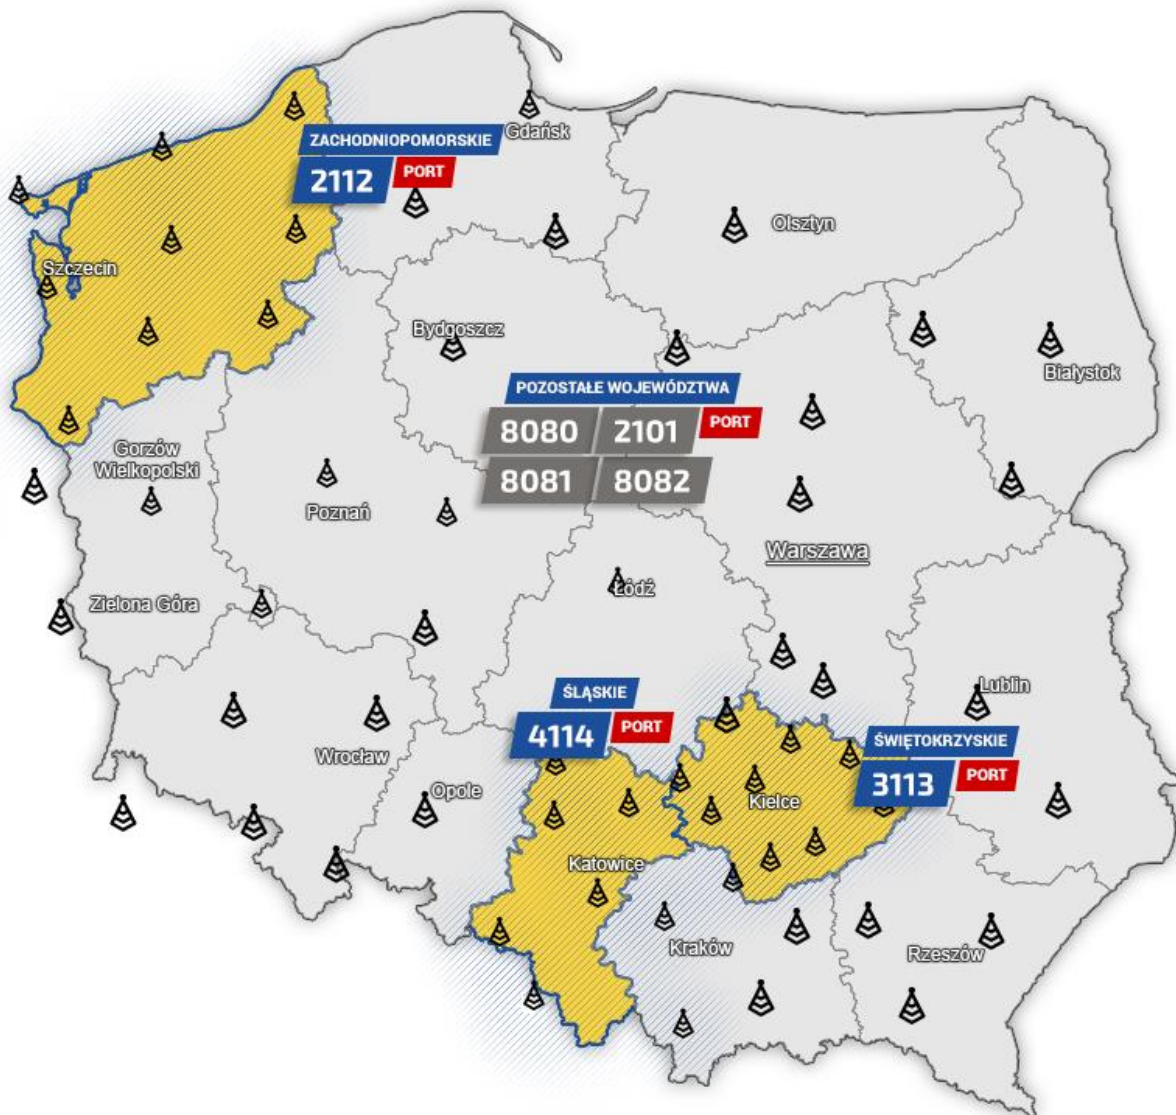 Gdańsk
ZACHODNIOPOMORSKIE
2112 PORT
Olsztyn
Szczecin
Bydgoszcz
Białystok
POZOSTAŁE WOJEWÓDZTWA
8080 2101 PORT
8081 8082
Gorzów
Wielkopolski
Poznań
Warszawa
Zielona Góra
Łódź
Lublin
ŚLĄSKIE
4114 PORT
ŚWIĘTOKRZYSKIE
3113 PORT
Wrocław
Opole
Kielce
Katowice
Kraków
Rzeszów